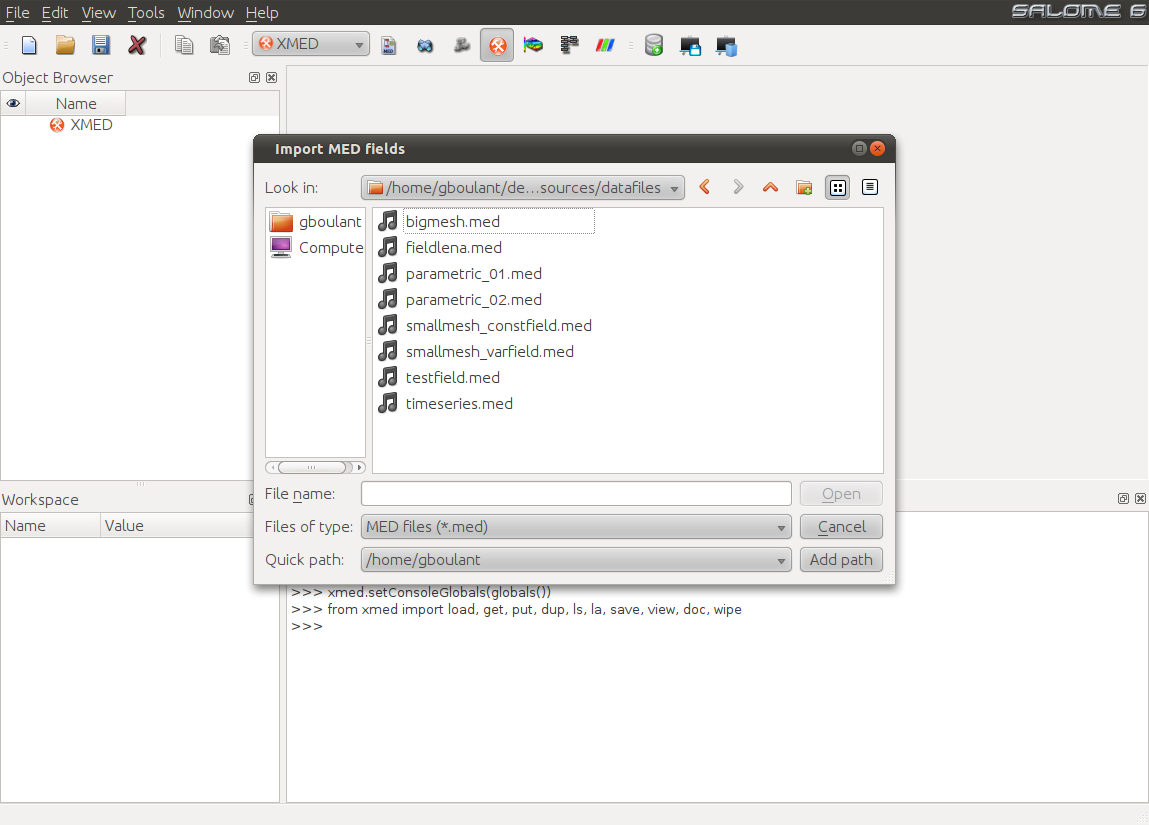 File Edit View Tools Window Help SALOME 6
XMED
Object Browser
Name
XMED
Import MED fields
Look in: /home/gboulant/de...sources/datafiles
gboulant
Compute
bigmesh.med
fieldlena.med
parametric_01.med
parametric_02.med
smallmesh_constfield.med
smallmesh_varfield.med
testfield.med
timeseries.med
File name: Open
Files of type: MED files (*.med) Cancel
Quick path: /home/gboulant Add path
Workspace
Name Value
>>> xmed.setConsoleGlobals(globals())
>>> from xmed import load, get, put, dup, ls, la, save, view, doc, wipe
>>>